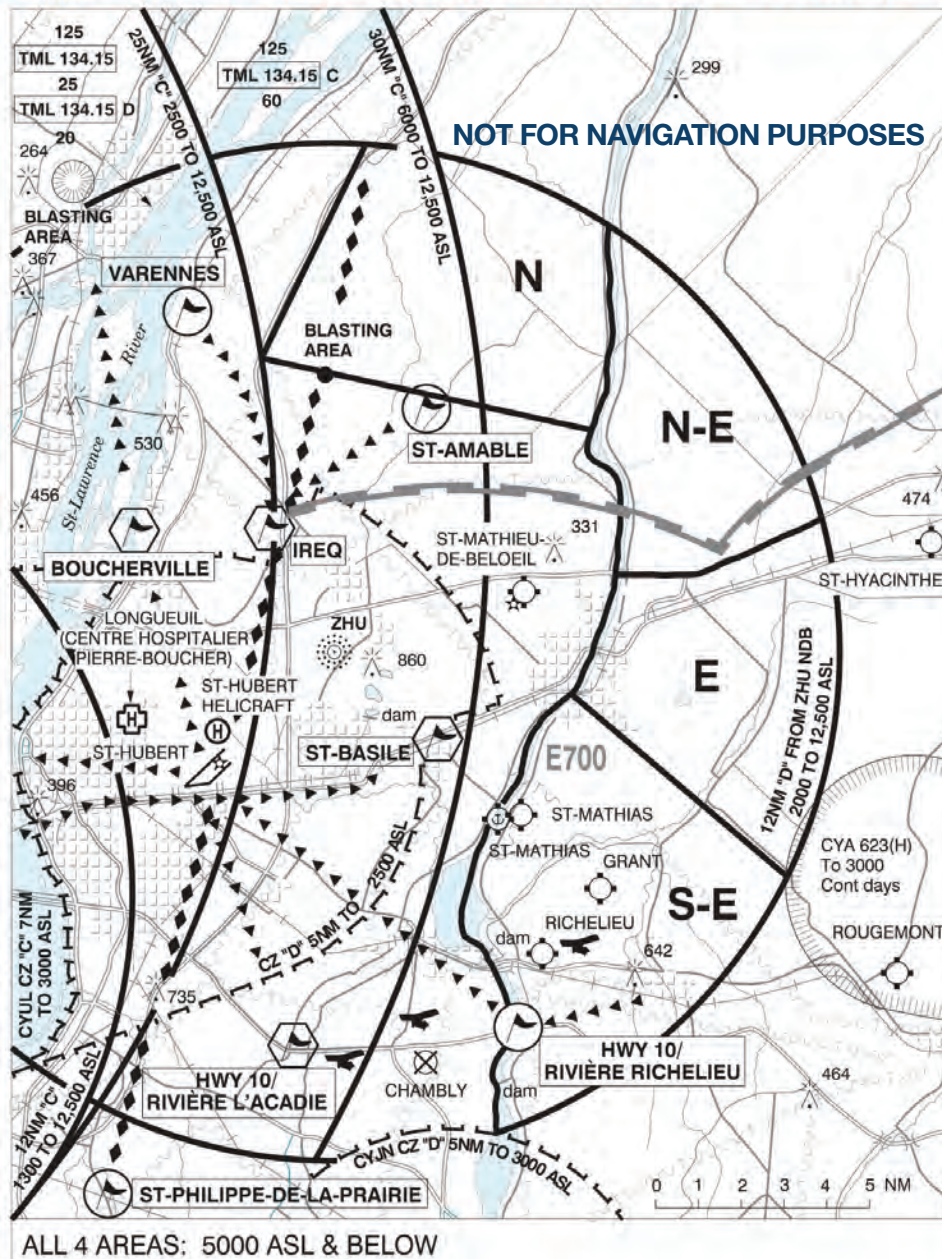 125
TML 134.15
25
TML 134.15 D
20
125
TML 134.15 C
60
25NM "C" 2500 TO 12,500 ASL
30NM "C" 6000 TO 12,500 ASL
299
NOT FOR NAVIGATION PURPOSES
264
BLASTING
AREA
367
VARENNES
N
BLASTING
AREA
River
St-Lawrence
530
N-E
ST-AMABLE
456
474
331
ST-MATHIEU-
DE-BELOEIL
IREQ
BOUCHERVILLE
ST-HYACINTHE
LONGUEUIL
(CENTRE HOSPITALIER
PIERRE-BOUCHER)
ZHU
860
E
ST-HUBERT
HELICRAFT
H
H
dam
ST-HUBERT
ST-BASILE
E700
12NM "D" FROM ZHU NDB
2000 TO 12,500 ASL
396
ST-MATHIAS
ST-MATHIAS
GRANT
CYA 623(H)
To 3000
Cont days
S-E
RICHELIEU
dam
ROUGEMONT
642
CZ "D" 5NM TO 2500 ASL
CYUL CZ "C" 7NM
TO 3000 ASL
735
HWY 10/
RIVIÈRE RICHELIEU
HWY 10/
RIVIÈRE L'ACADIE
CHAMBLY
dam
464
12NM "C"
1300 TO 12,500 ASL
CYJN CZ "D" 5NM TO 3000 ASL
ST-PHILIPPE-DE-LA-PRAIRIE
0 1 2 3 4 5 NM
ALL 4 AREAS: 5000 ASL & BELOW